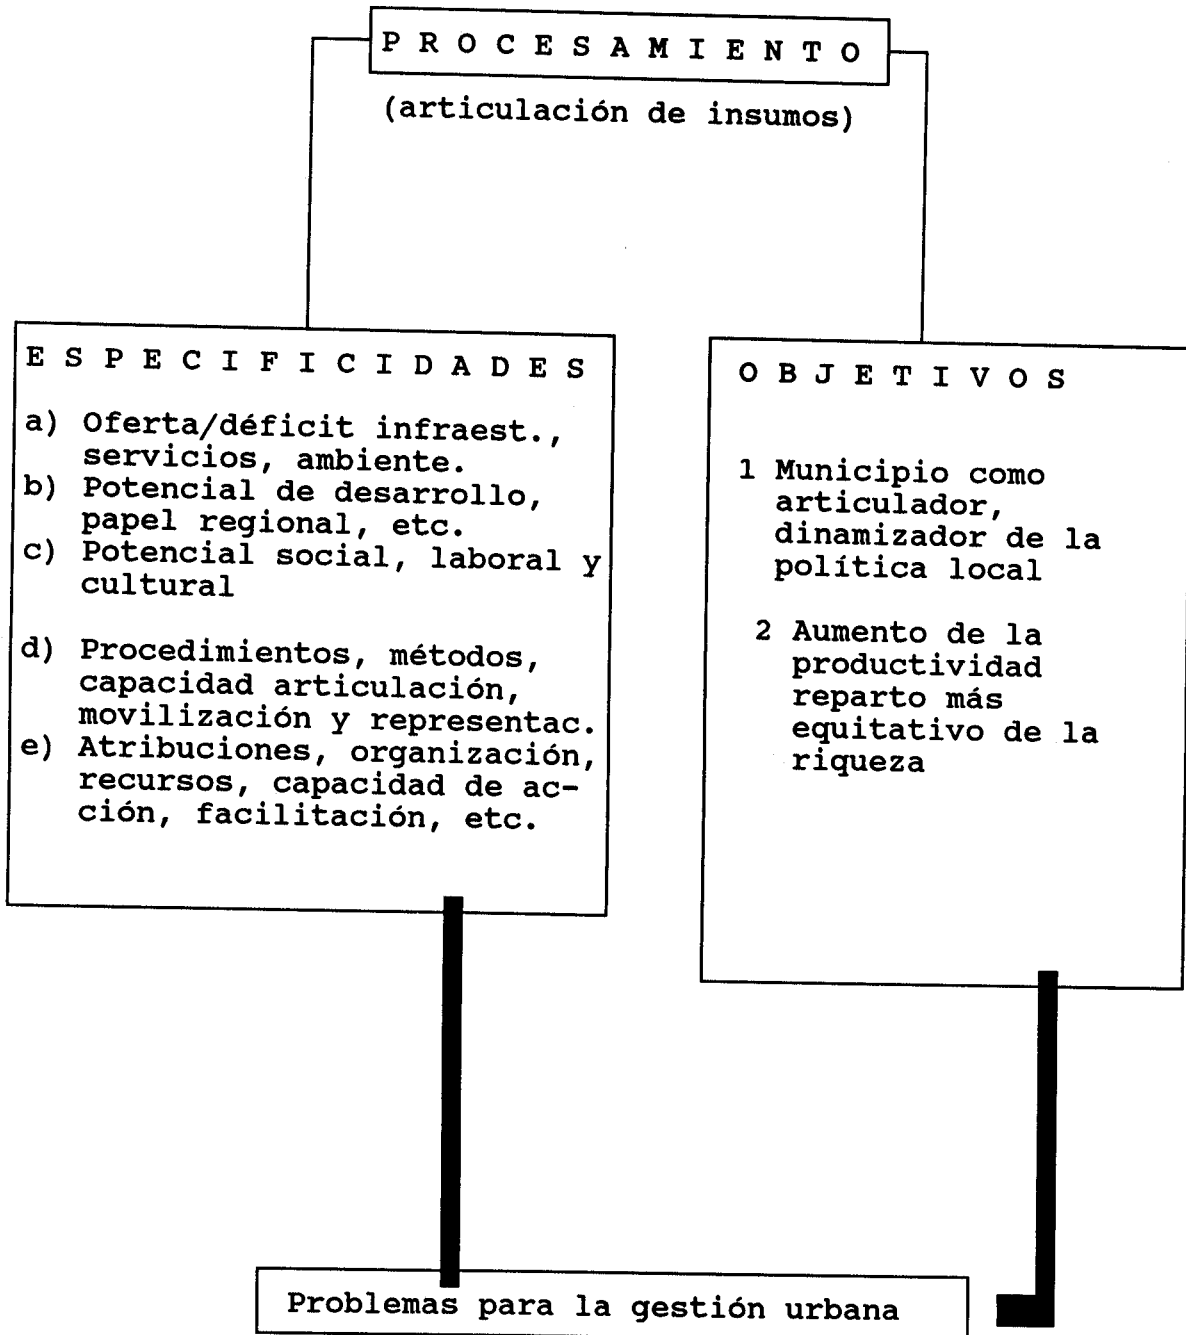 P R O C E S A M I E N T O
(articulación de insumos)
E S P E C I F I C I D A D E S
a) Oferta/déficit infraest.,
servicios, ambiente.
b) Potencial de desarrollo,
papel regional, etc.
c) Potencial social, laboral y
cultural
d) Procedimientos, métodos,
capacidad articulación,
movilización y representac.
e) Atribuciones, organización,
recursos, capacidad de ac-
ción, facilitación, etc.
O B J E T I V O S
1 Municipio como
articulador,
dinamizador de la
política local
2 Aumento de la
productividad
reparto más
equitativo de la
riqueza
Problemas para la gestión urbana